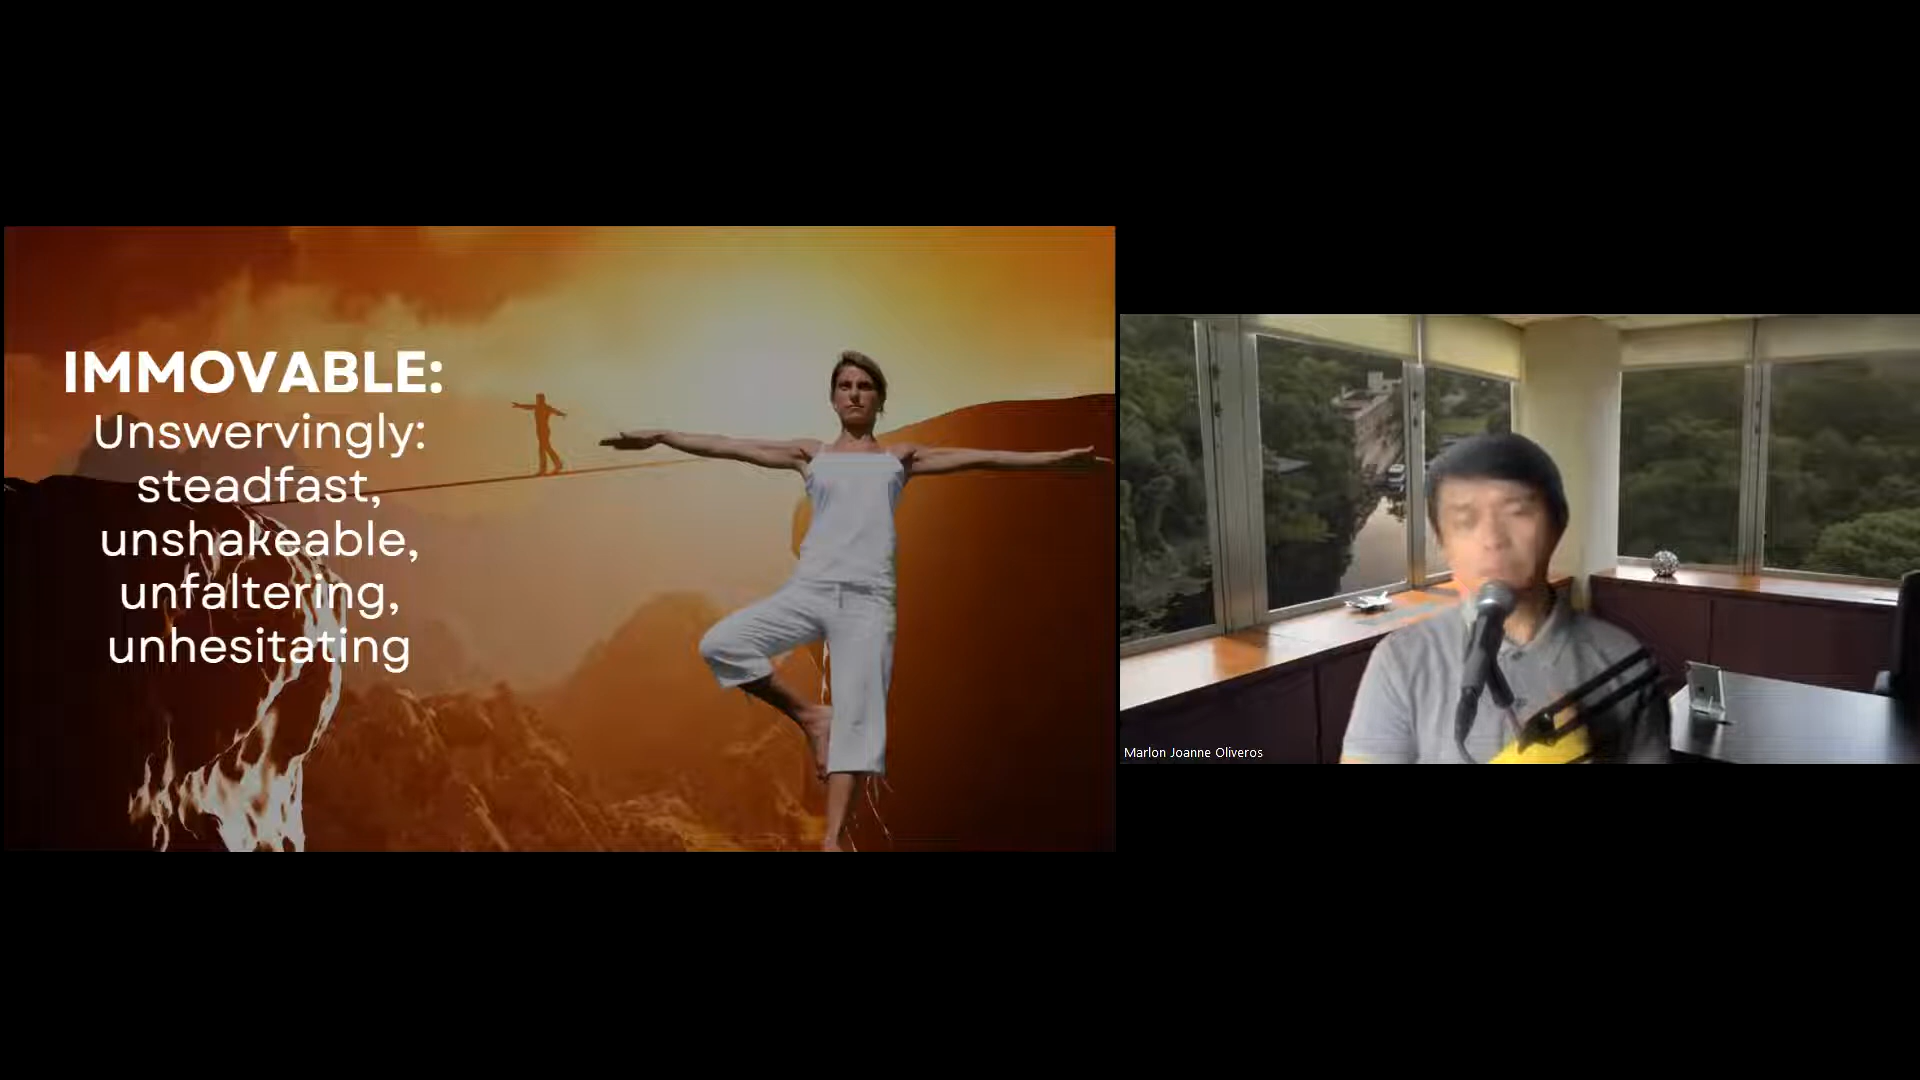 IMMOVABLE:
Unswervingly:
steadfast,
unshakeable,
unfaltering,
unhesitating
Marlon Joanne Oliveros